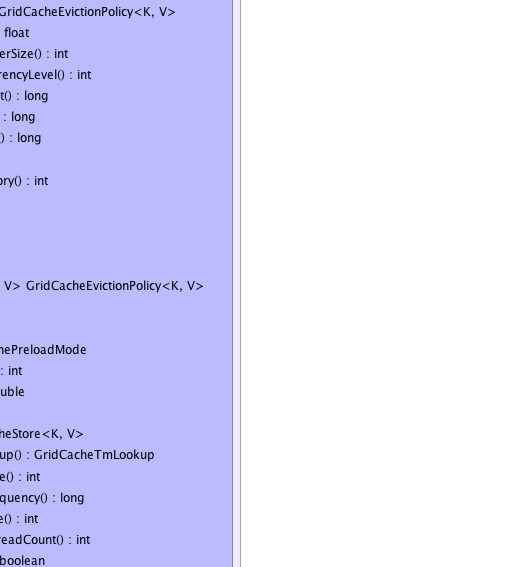 GridCacheEvictionPolicy<K, V>
float
erSize() : int
rencyLevel() : int
t() : long
: long
) : long
ory() : int
V> GridCacheEvictionPolicy<K, V>
hePreloadMode
: int
uble
heStore<K, V>
up() : GridCacheTmLookup
e() : int
quency() : long
e() : int
readCount() : int
boolean